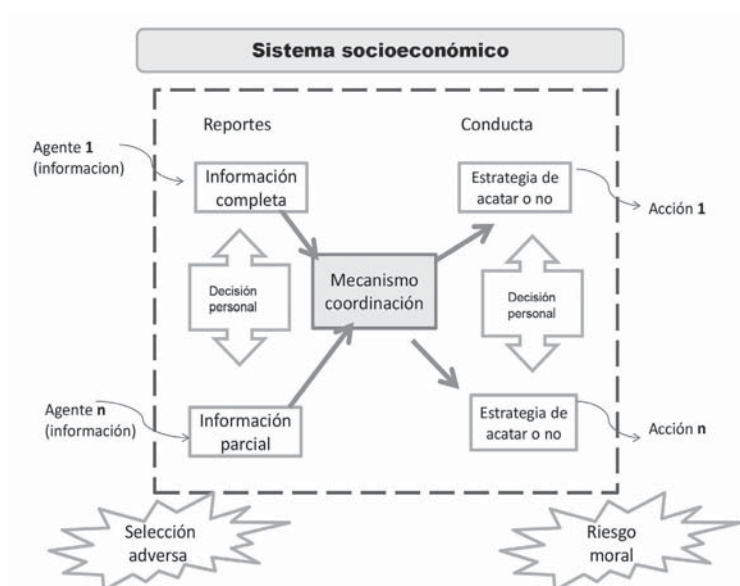 Sistema socioeconómico
Reportes
Conducta
Agente 1
(informacion)
Información
completa
Estrategia de
acatar o no
Acción 1
Decisión
personal
Mecanismo
coordinación
Decisión
personal
Agente n
(información)
Información
parcial
Estrategia de
acatar o no
Acción n
Selección
adversa
Riesgo
moral